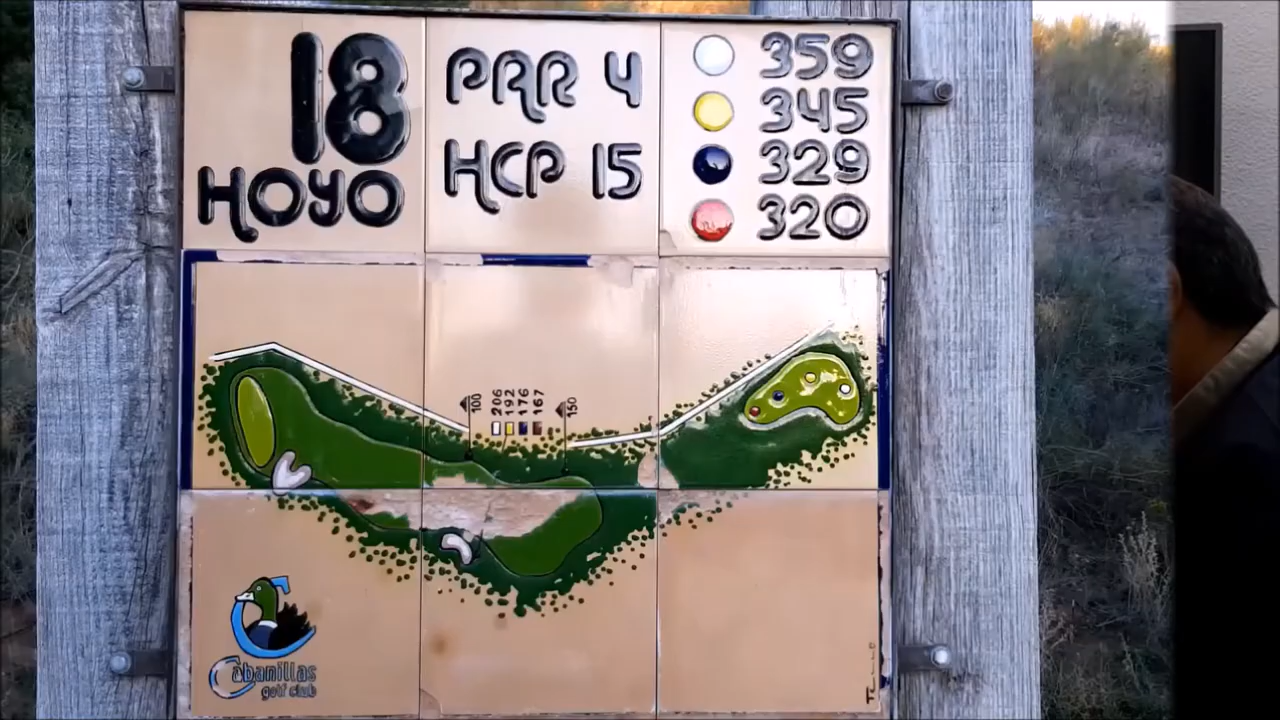 18
HOYO
PAR 4
HCP 15
359
345
329
320
100
206
192
176
167
150
Cabanillas
golf club